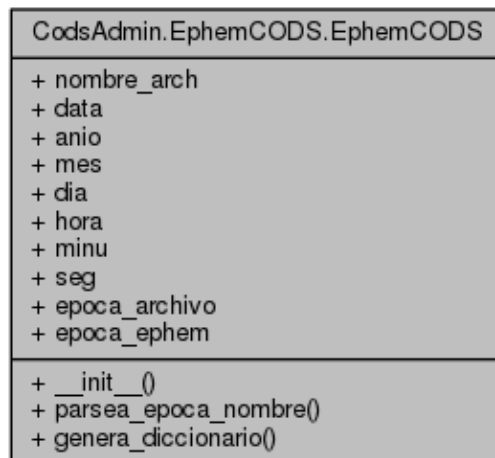 CodsAdmin.EphemCODS.EphemCODS
+ nombre_arch
+ data
+ anio
+ mes
+ dia
+ hora
+ minu
+ seg
+ epoca_archivo
+ epoca_ephem
+ __init__()
+ parsea_epoca_nombre()
+ genera_diccionario()